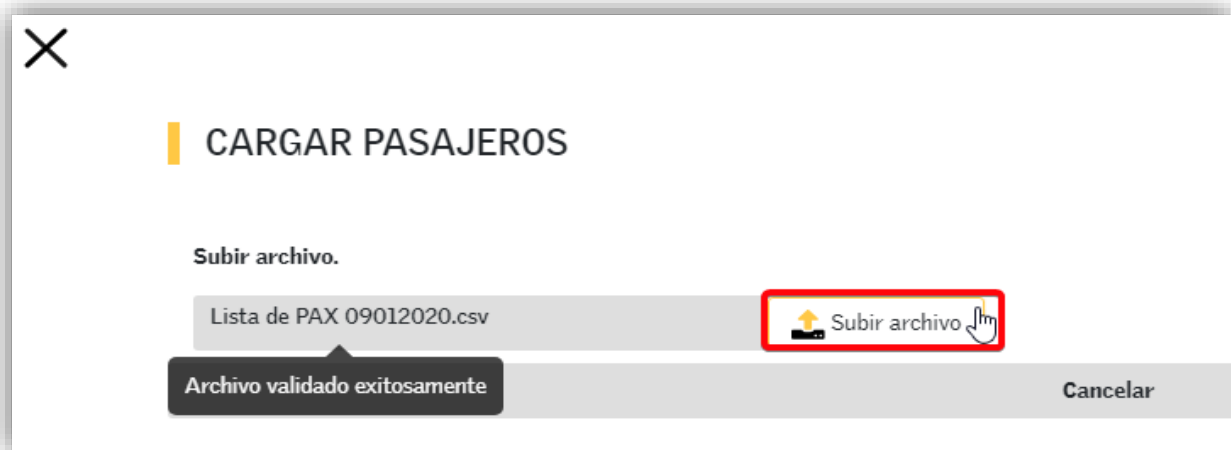 CARGAR PASAJEROS
Subir archivo.
Lista de PAX 09012020.csv
Subir archivo
Archivo validado exitosamente
Cancelar